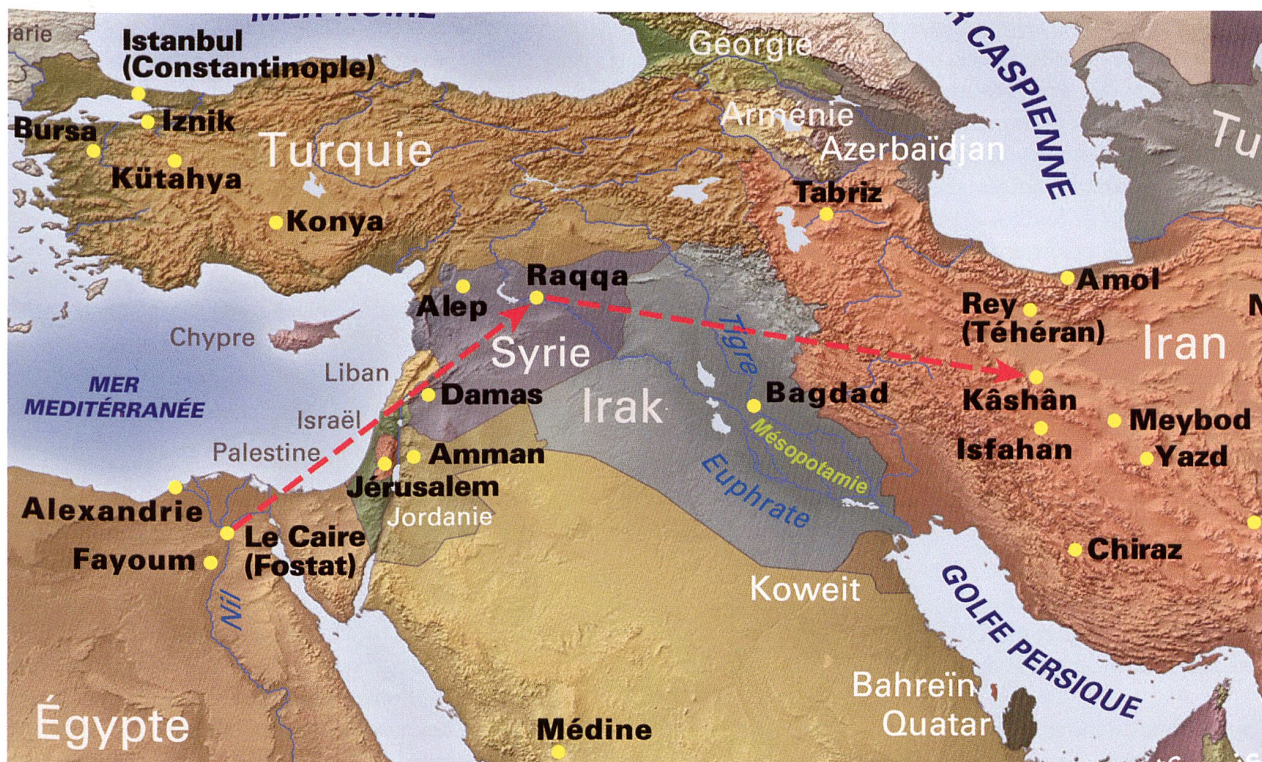 MER NOIRE
Géorgie
CASPIENNE
Istanbul
(Constantinople)
Iznik
Bursa
Turquie
Arménie
Azerbaïdjan
Kütahya
Tabriz
Konya
Raqqa
Amol
Alep
Rey
(Téhéran)
Iran
Chypre
Syrie
Tigre
Liban
MER
MEDITÉRRANÉE
Damas
Irak
Bagdad
Kâshân
Meybod
Israël
Isfahan
Mésopotamie
Palestine
Amman
Yazd
Jérusalem
Euphrate
Alexandrie
Jordanie
Le Caire
(Fostat)
Fayoum
Chiraz
Koweit
Nil
GOLFE PERSIQUE
Bahreïn
Quatar
Égypte
Médine